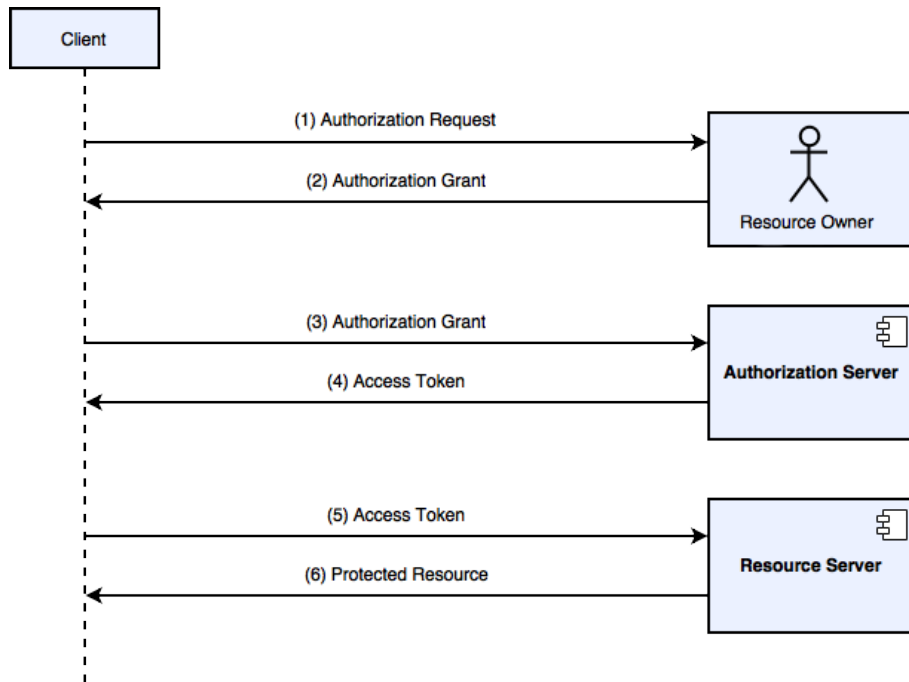 Client
(1) Authorization Request
(2) Authorization Grant
Resource Owner
(3) Authorization Grant
(4) Access Token
Authorization Server
(5) Access Token
(6) Protected Resource
Resource Server